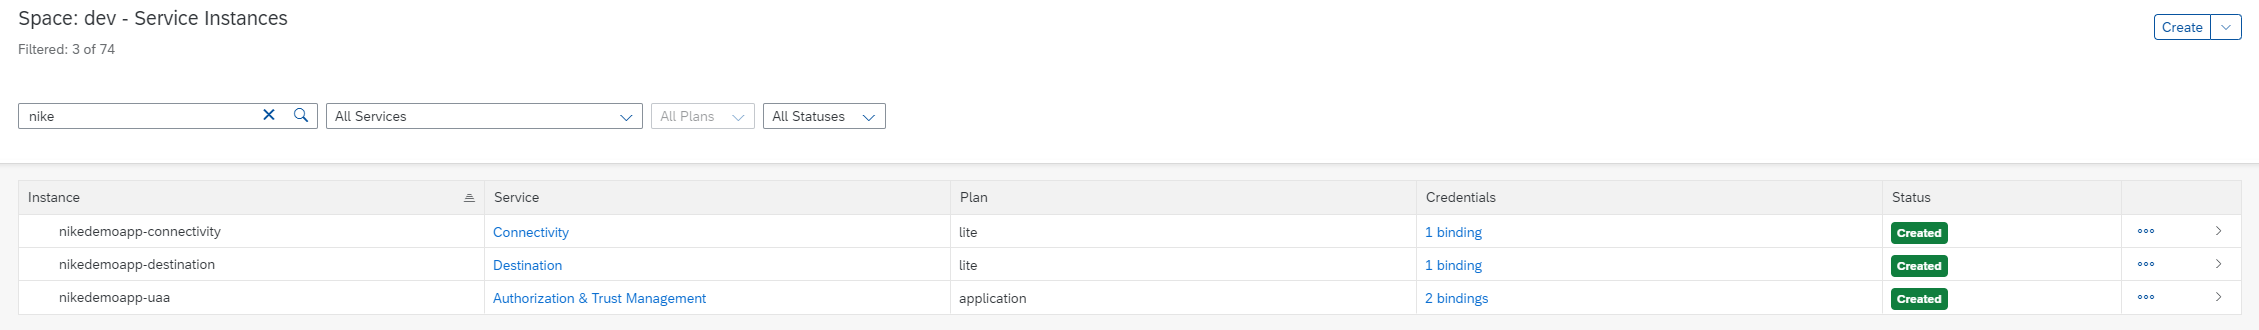 Space: dev - Service Instances
Create
Filtered: 3 of 74
nike All Services All Plans All Statuses
Instance Service Plan Credentials Status
nikedemoapp-connectivity Connectivity lite 1 binding Created
nikedemoapp-destination Destination lite 1 binding Created
nikedemoapp-uaa Authorization & Trust Management application 2 bindings Created